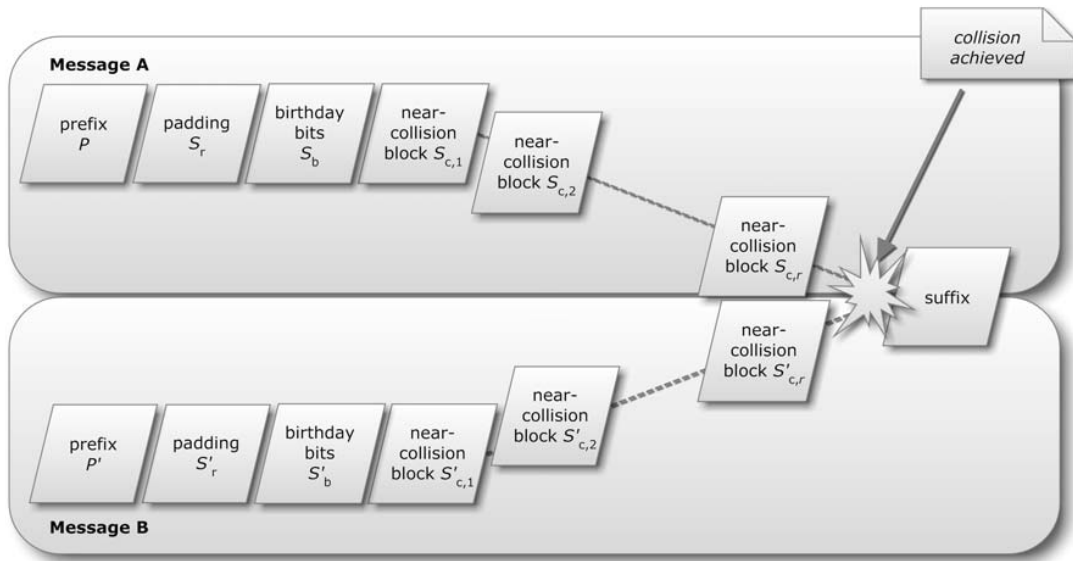 collision
achieved
Message A
prefix
P
padding
Sr
birthday
bits
Sb
near-
collision
block Sc,1
near-
collision
block Sc,2
near-
collision
block Sc,r
suffix
near-
collision
block S'c,r
near-
collision
block S'c,2
prefix
P'
padding
S'r
birthday
bits
S'b
near-
collision
block S'c,1
Message B